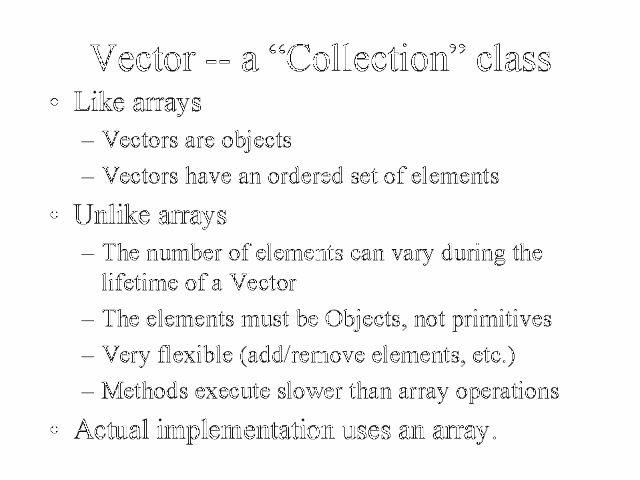 Vector -- a “Collection” class
• Like arrays
– Vectors are objects
– Vectors have an ordered set of elements
• Unlike arrays
– The number of elements can vary during the
lifetime of a Vector
– The elements must be Objects, not primitives
– Very flexible (add/remove elements, etc.)
– Methods execute slower than array operations
• Actual implementation uses an array.